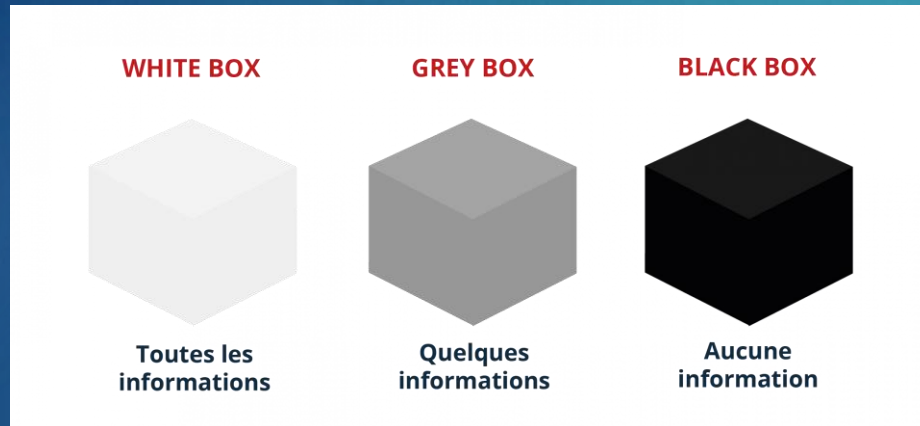 WHITE BOX
GREY BOX
BLACK BOX
Toutes les
informations
Quelques
informations
Aucune
information